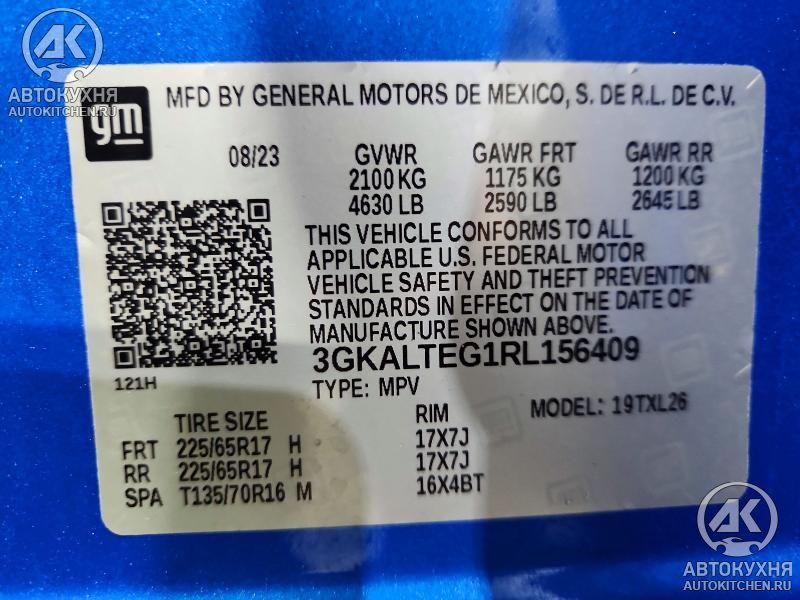 АК
АВТОКУХНЯ
AUTOKITCHEN.RU
gm
MFD BY GENERAL MOTORS DE MEXICO, S. DE R.L. DE C.V.
08/23 GVWR GAWR FRT GAWR RR
2100 KG 1175 KG 1200 KG
4630 LB 2590 LB 2645 LB
THIS VEHICLE CONFORMS TO ALL
APPLICABLE U.S. FEDERAL MOTOR
VEHICLE SAFETY AND THEFT PREVENTION
STANDARDS IN EFFECT ON THE DATE OF
MANUFACTURE SHOWN ABOVE.
3GKALTEG1RL156409
121H
TYPE: MPV
MODEL: 19TXL26
TIRE SIZE RIM
FRT 225/65R17 H 17X7J
RR 225/65R17 H 17X7J
SPA T135/70R16 M 16X4BT
АК
АВТОКУХНЯ
AUTOKITCHEN.RU